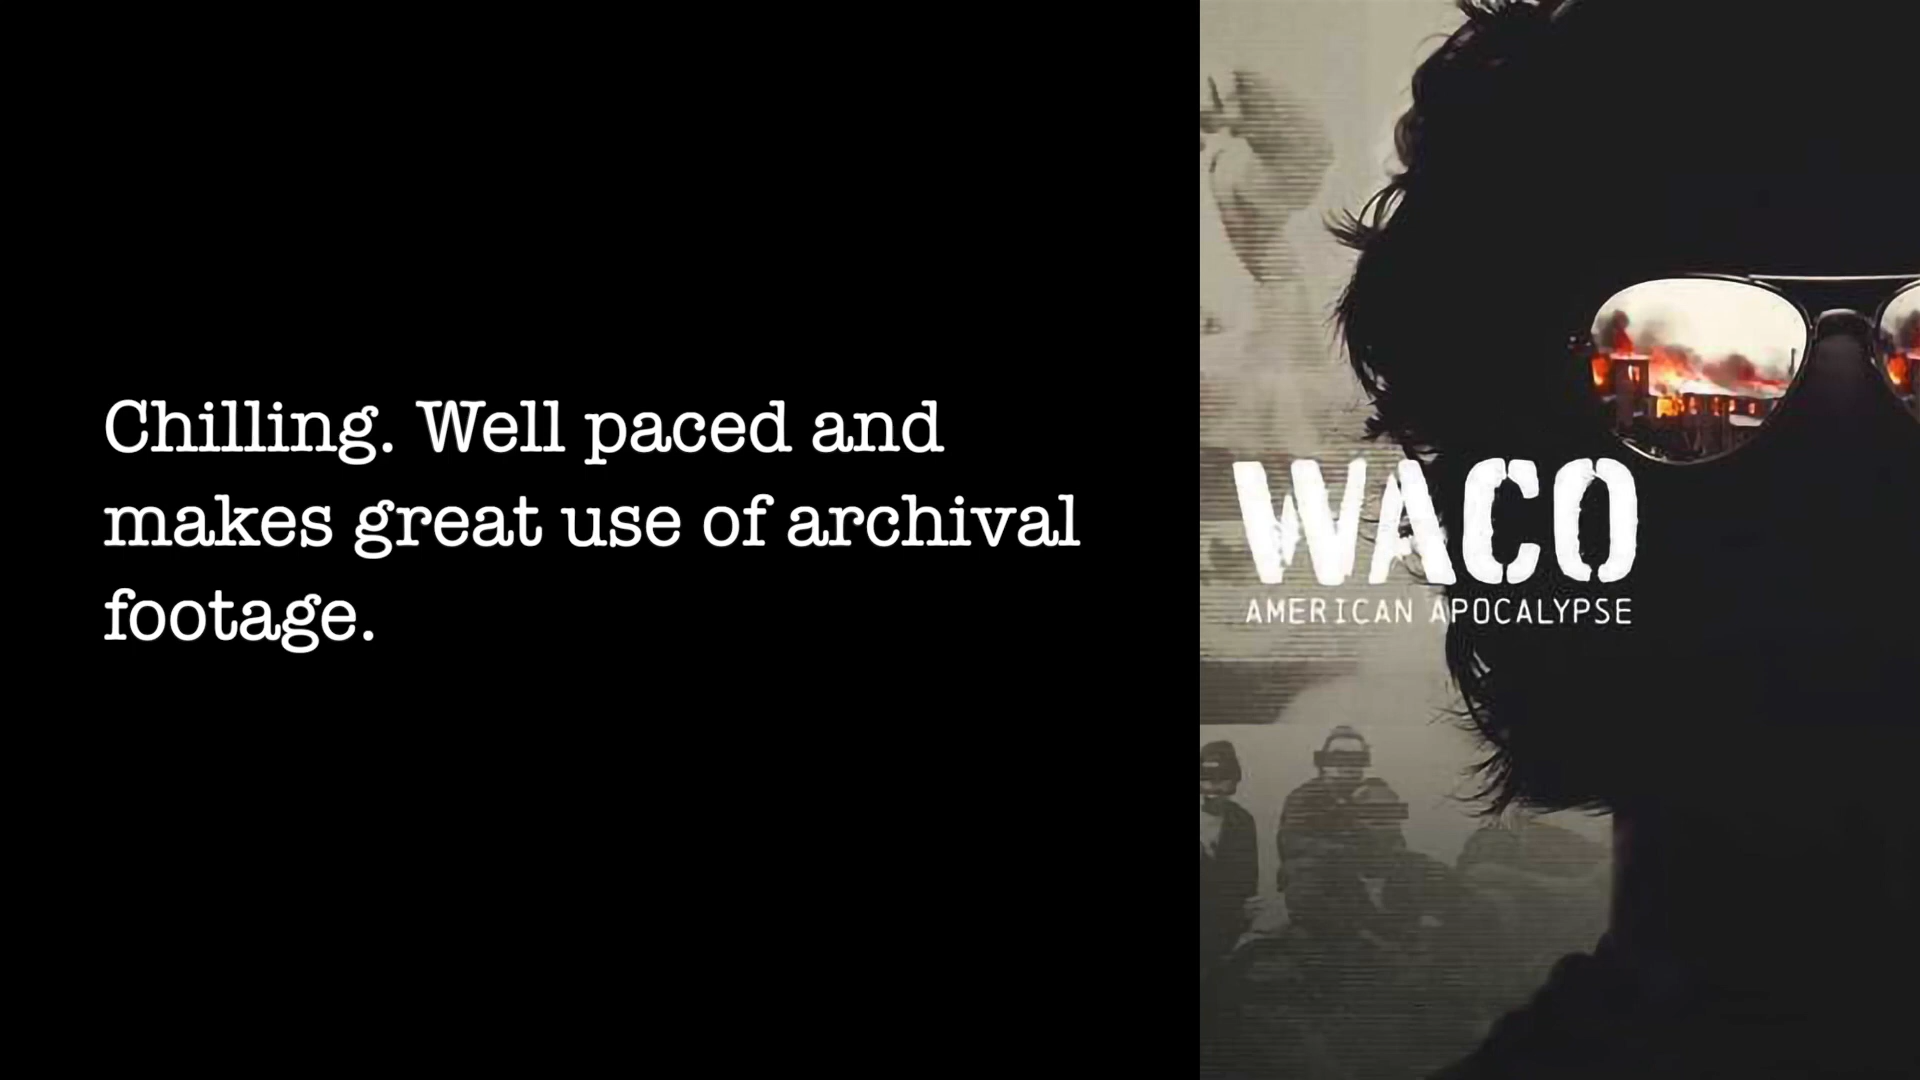 Chilling. Well paced and
makes great use of archival
footage.
WACO
AMERICAN APOCALYPSE